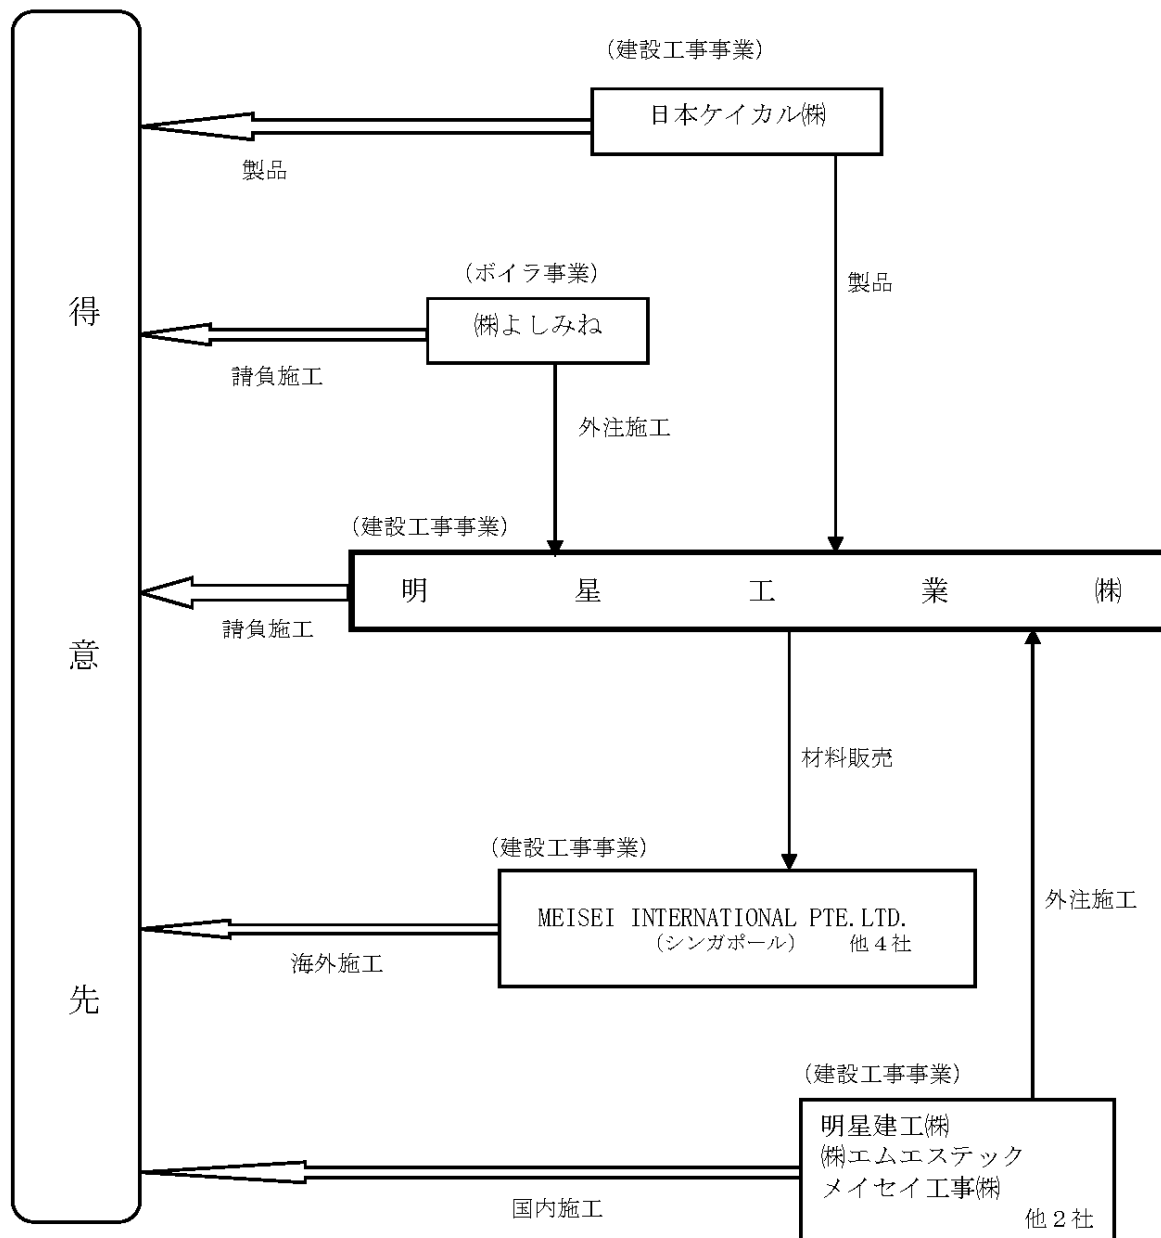 得意先
(建設工事事業)
日本ケイカル㈱
製品
製品
(ボイラ事業)
㈱よしみね
請負施工
外注施工
(建設工事事業)
明星工業㈱
請負施工
材料販売
(建設工事事業)
MEISEI INTERNATIONAL PTE.LTD.
(シンガポール) 他4社
海外施工
外注施工
(建設工事事業)
明星建工㈱
㈱エムエステック
メイセイ工事㈱
他2社
国内施工